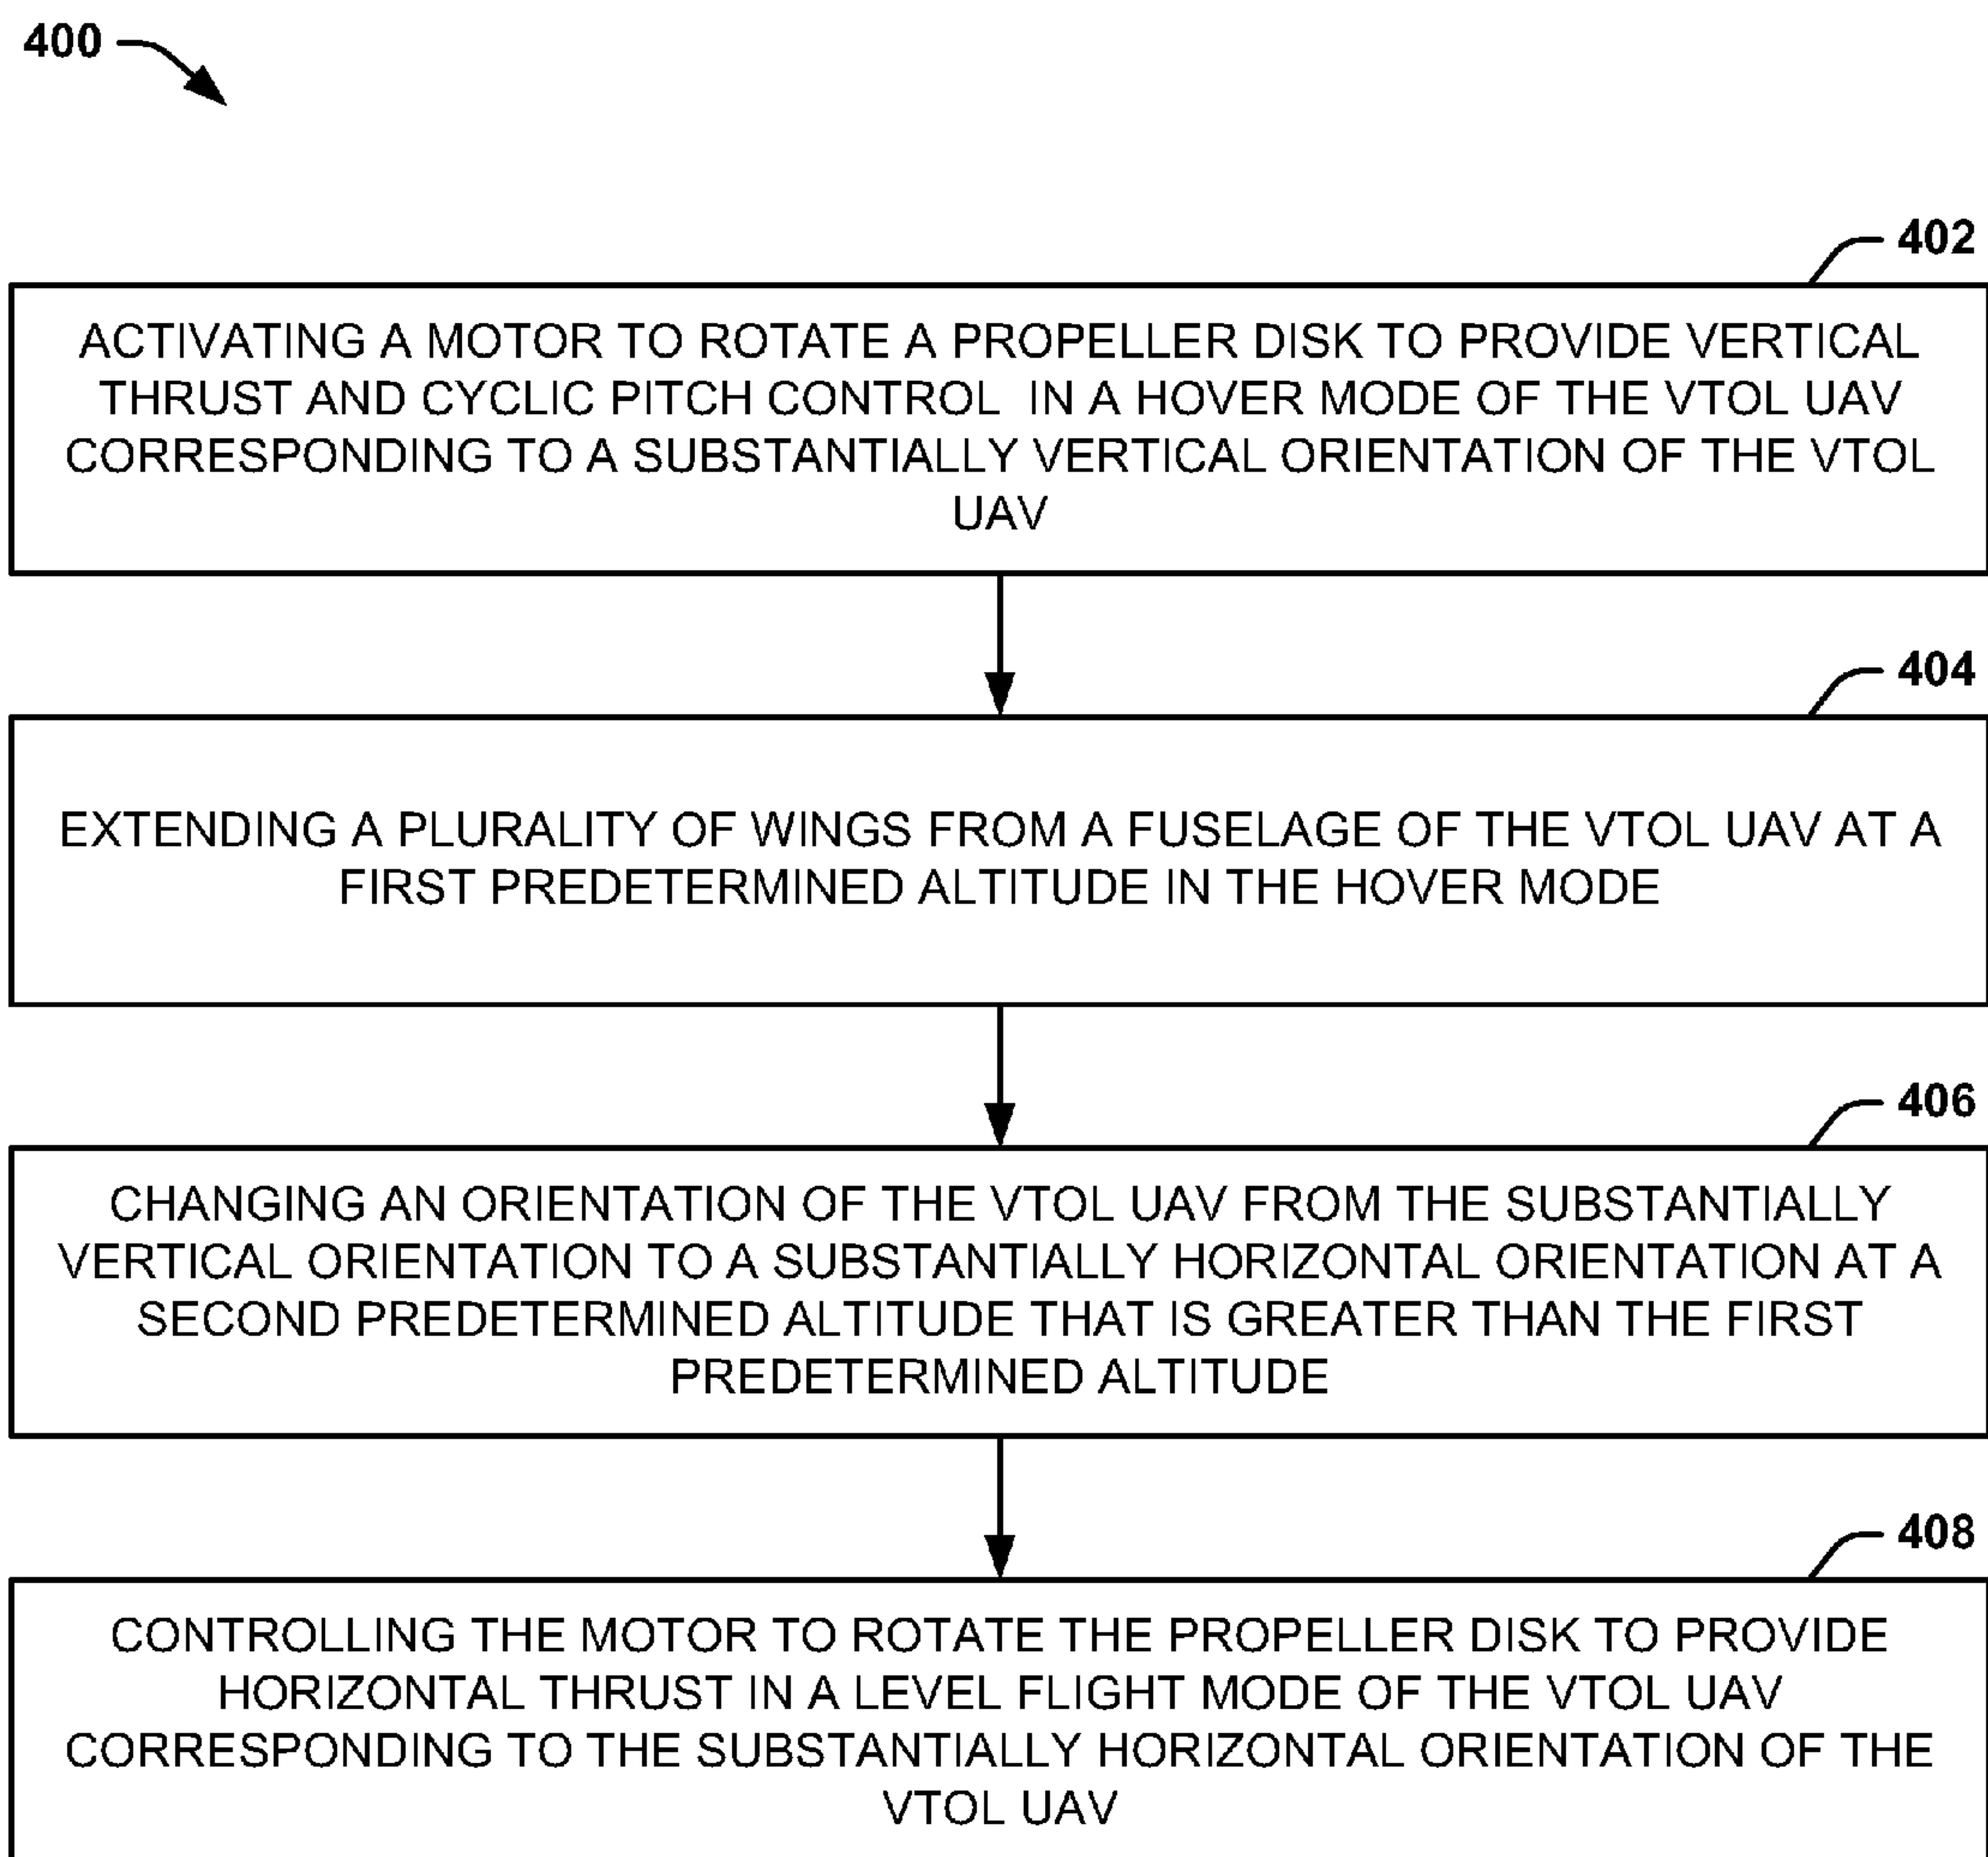 400
402
ACTIVATING A MOTOR TO ROTATE A PROPELLER DISK TO PROVIDE VERTICAL
THRUST AND CYCLIC PITCH CONTROL IN A HOVER MODE OF THE VTOL UAV
CORRESPONDING TO A SUBSTANTIALLY VERTICAL ORIENTATION OF THE VTOL
UAV
404
EXTENDING A PLURALITY OF WINGS FROM A FUSELAGE OF THE VTOL UAV AT A
FIRST PREDETERMINED ALTITUDE IN THE HOVER MODE
406
CHANGING AN ORIENTATION OF THE VTOL UAV FROM THE SUBSTANTIALLY
VERTICAL ORIENTATION TO A SUBSTANTIALLY HORIZONTAL ORIENTATION AT A
SECOND PREDETERMINED ALTITUDE THAT IS GREATER THAN THE FIRST
PREDETERMINED ALTITUDE
408
CONTROLLING THE MOTOR TO ROTATE THE PROPELLER DISK TO PROVIDE
HORIZONTAL THRUST IN A LEVEL FLIGHT MODE OF THE VTOL UAV
CORRESPONDING TO THE SUBSTANTIALLY HORIZONTAL ORIENTATION OF THE
VTOL UAV